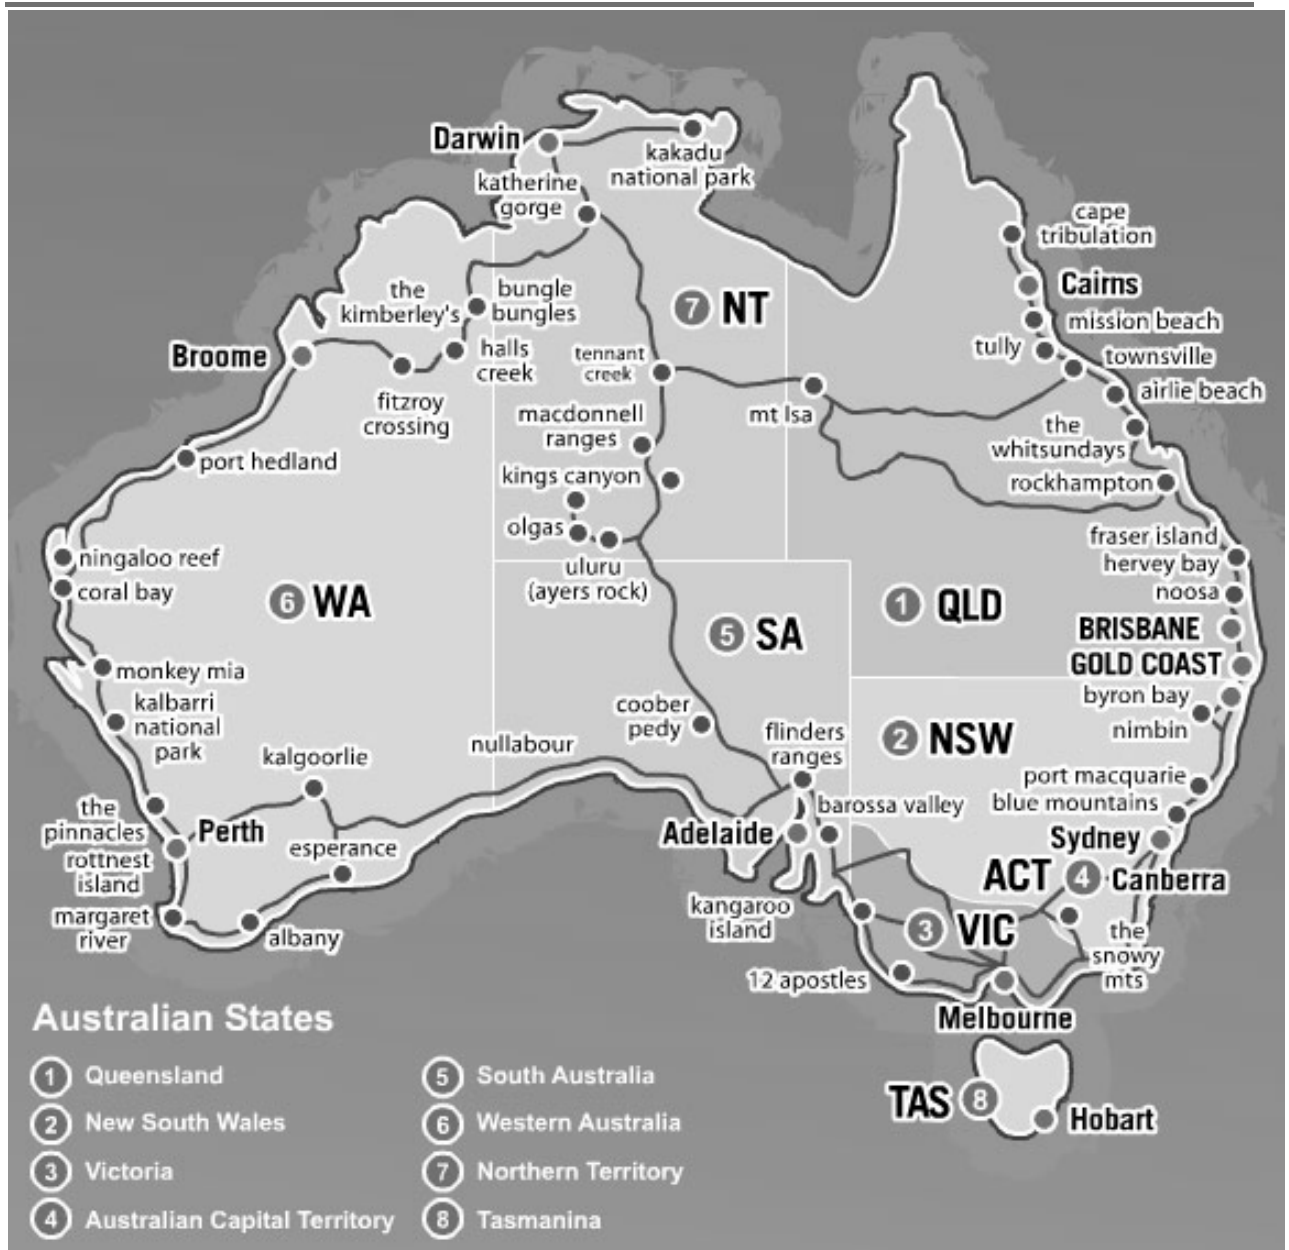 Darwin
kakadu
national park
katherine
gorge
cape
tribulation
Cairns
mission beach
tully
townsville
airlie beach
the
whitsundays
rockhampton
the
kimberley's
bungle
bungles
7 NT
Broome
halls
creek
fitzroy
crossing
tennant
creek
mt Isa
macdonnell
ranges
kings canyon
olgas
uluru
(ayers rock)
port hedland
ningaloo reef
coral bay
6 WA
1 QLD
5 SA
fraser island
hervey bay
noosa
BRISBANE
GOLD COAST
byron bay
nimbin
monkey mia
kalbarri
national
park
coober
pedy
flinders
ranges
2 NSW
nullabour
kalgoorlie
port macquarie
blue mountains
the
pinnacles
Perth
rottnest
island
esperance
margaret
river
albany
Adelaide
barossa valley
Sydney
ACT 4 Canberra
kangaroo
island
3 VIC
the
snowy
mts
12 apostles
Melbourne
TAS 8
Hobart
Australian States
1 Queensland
2 New South Wales
3 Victoria
4 Australian Capital Territory
5 South Australia
6 Western Australia
7 Northern Territory
8 Tasmanina